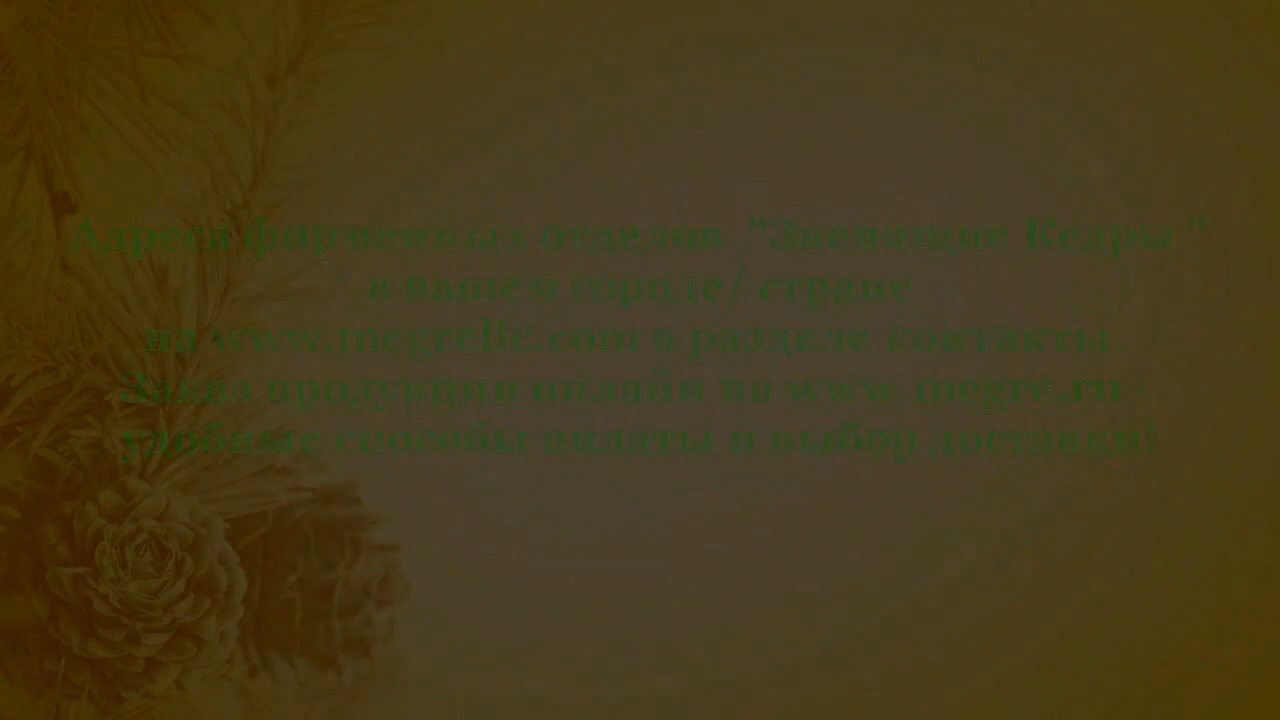 Адреса фирменных отделов "Звенящие Кедры"
в вашем городе/ стране
на www.megrellc.com в разделе контакты.
Заказ продукции онлайн на www.megre.ru -
удобные способы оплаты и выбор доставки!